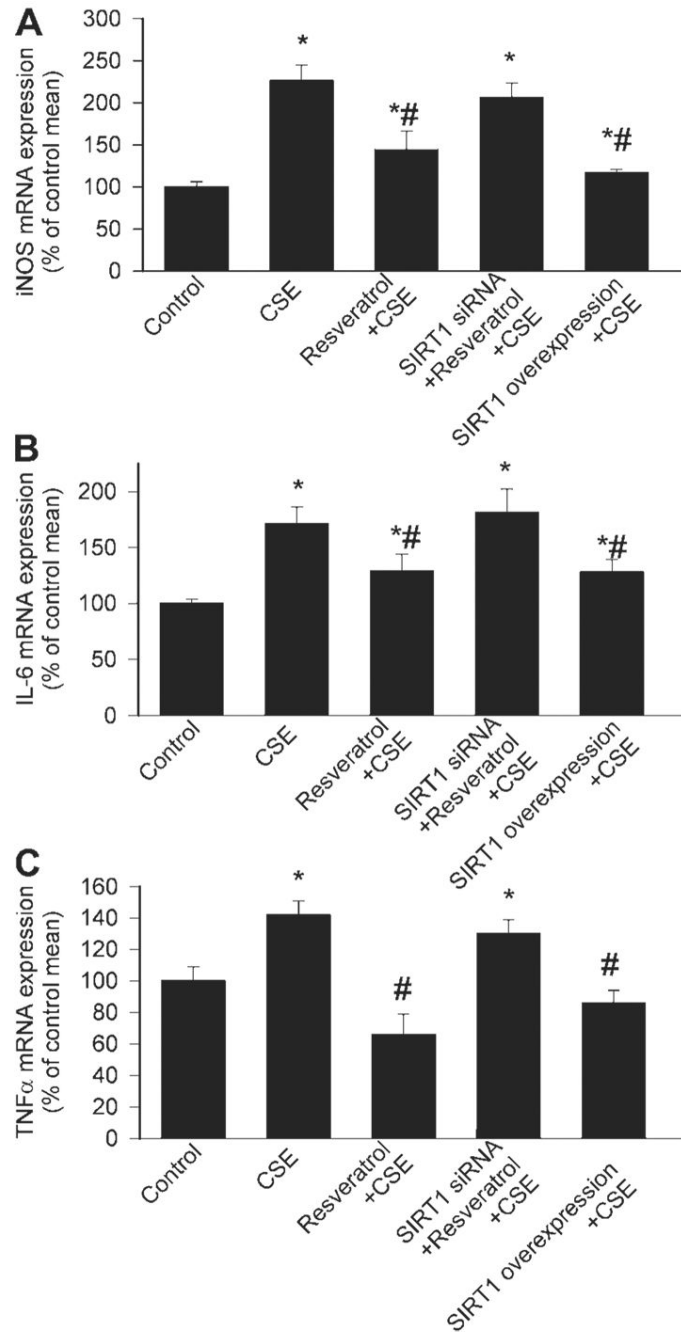 A
iNOS mRNA expression
(% of control mean)
300
250
200
150
100
50
0
*
*#
*
*#
Control
CSE
Resveratrol
+CSE
SIRT1 siRNA
+Resveratrol
+CSE
SIRT1 overexpression
+CSE
B
IL-6 mRNA expression
(% of control mean)
200
150
100
50
0
*
*#
*
*#
Control
CSE
Resveratrol
+CSE
SIRT1 siRNA
+Resveratrol
+CSE
SIRT1 overexpression
+CSE
C
TNFα mRNA expression
(% of control mean)
160
140
120
100
80
60
40
20
0
*
#
*
#
Control
CSE
Resveratrol
+CSE
SIRT1 siRNA
+Resveratrol
+CSE
SIRT1 overexpression
+CSE